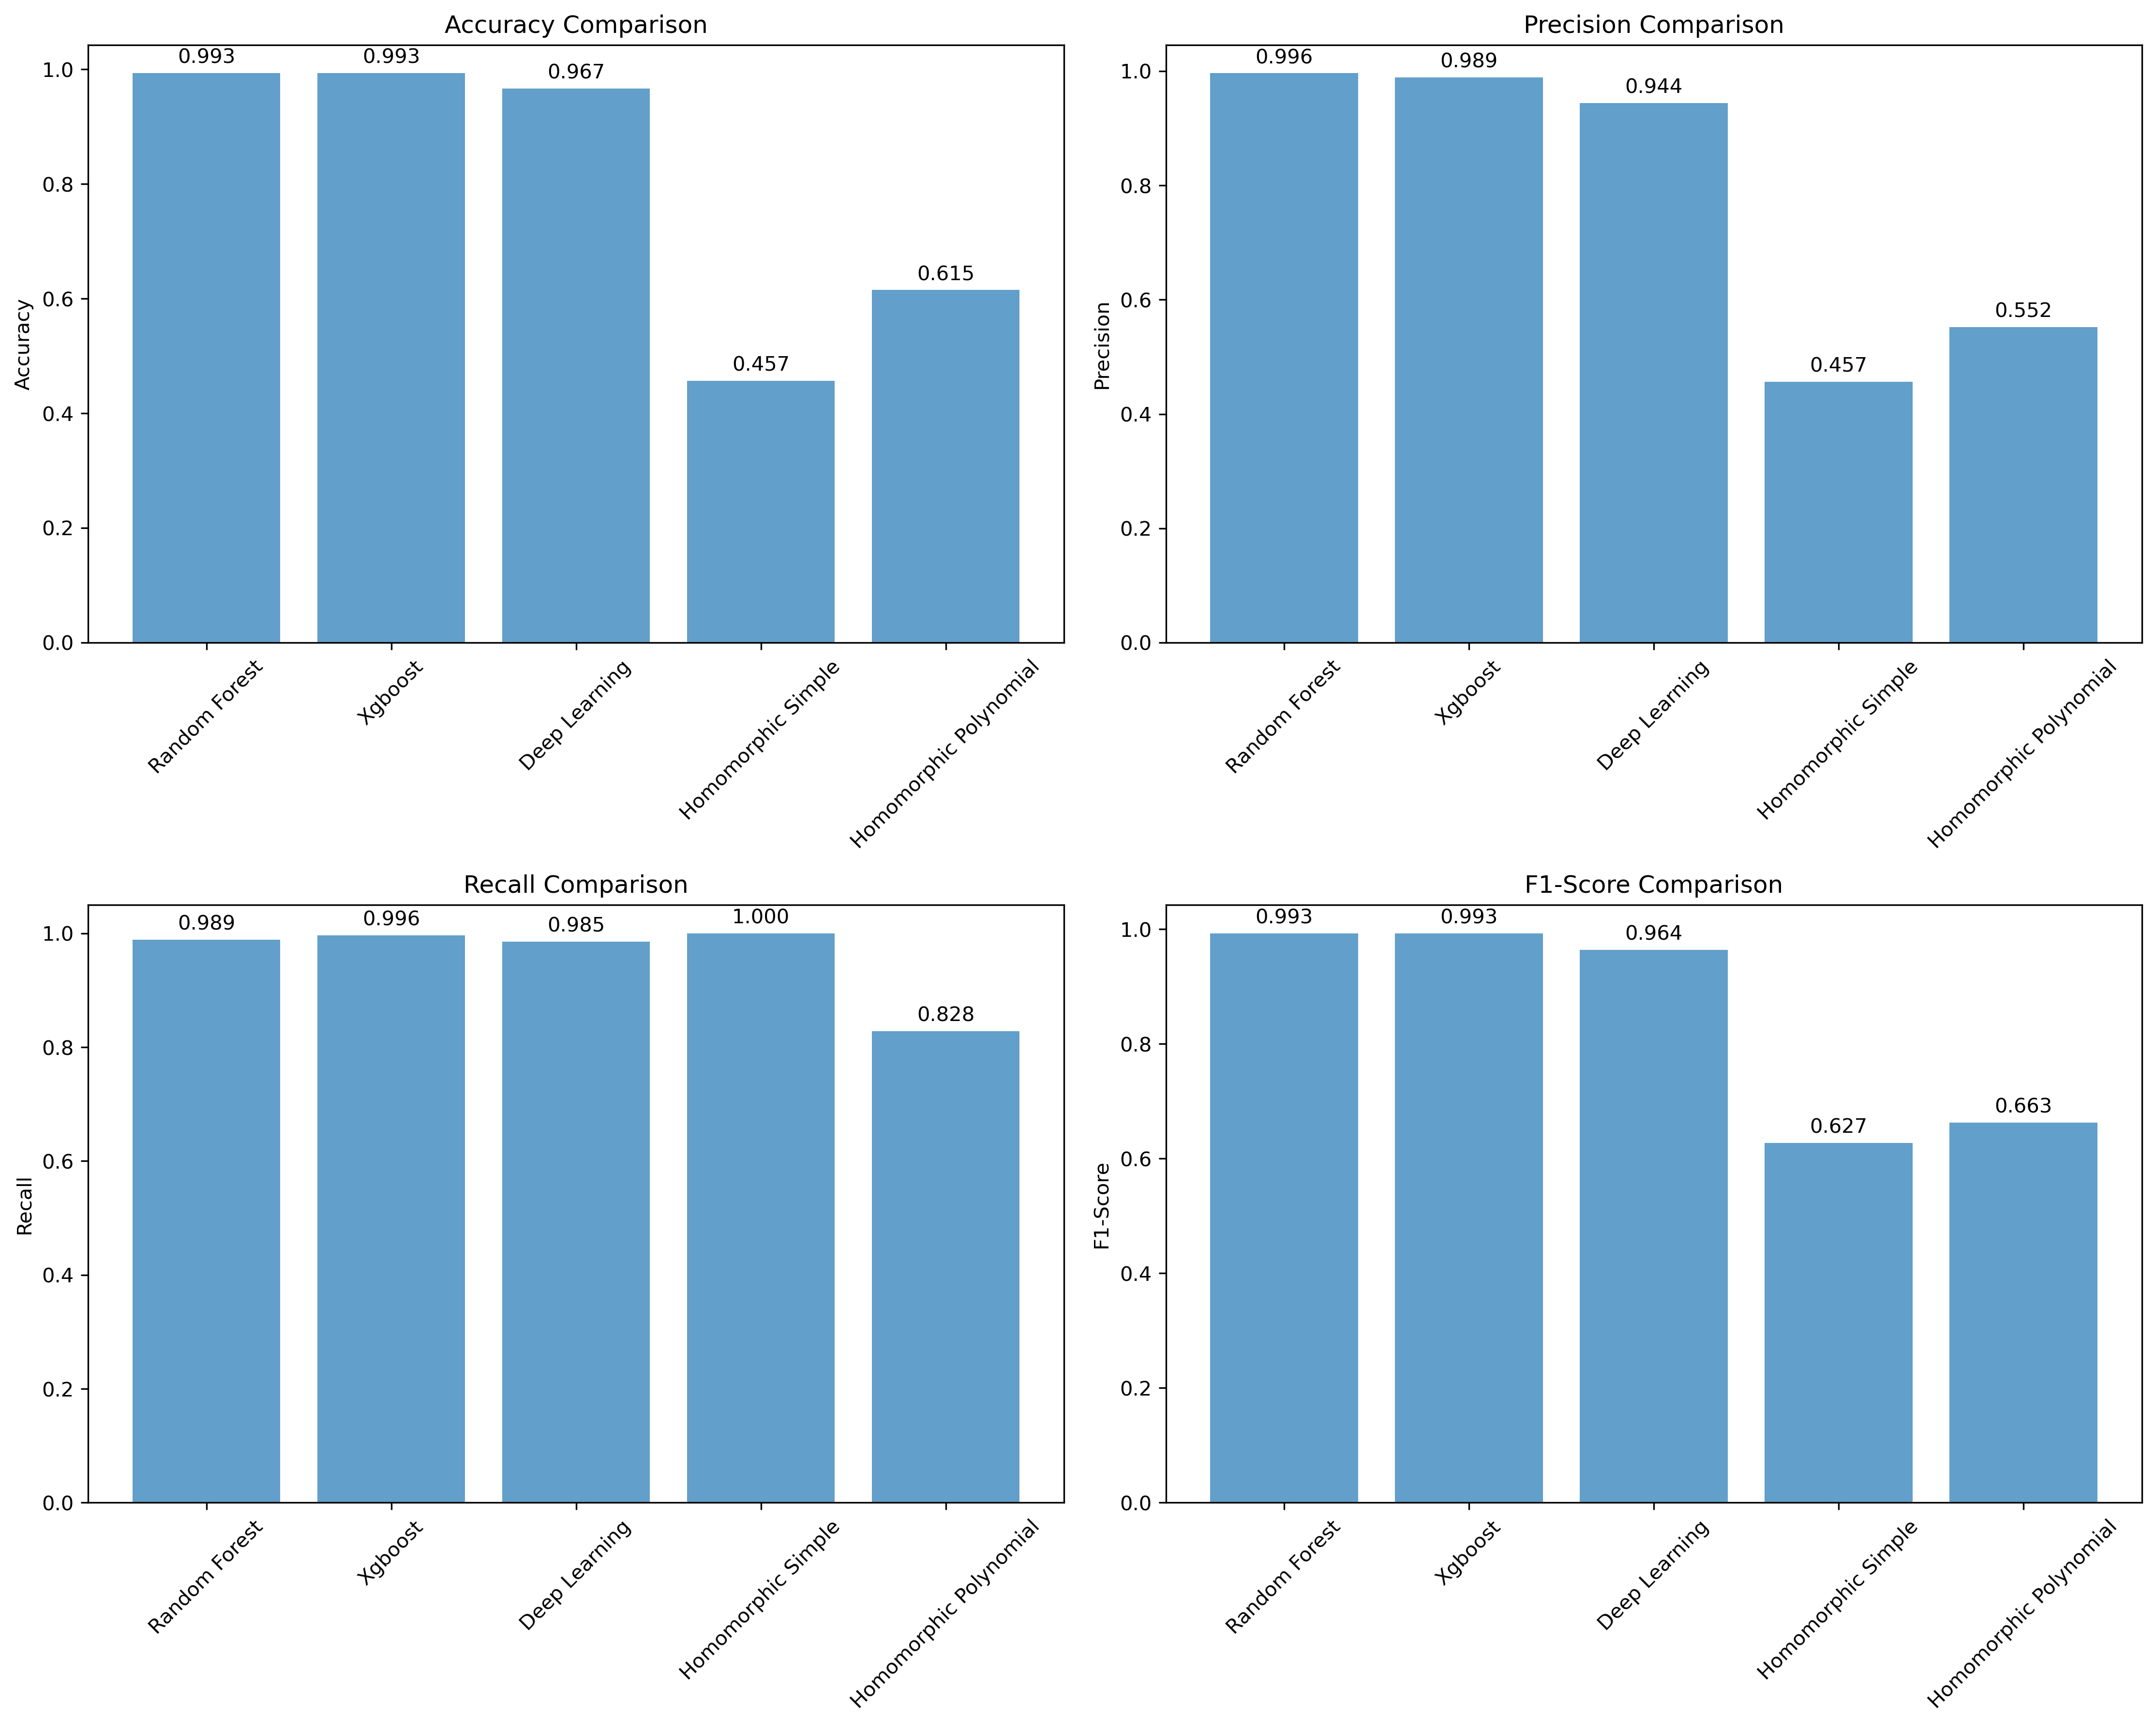 Accuracy Comparison
Accuracy
1.0
0.8
0.6
0.4
0.2
0.0
0.993
0.993
0.967
0.457
0.615
Random Forest
Xgboost
Deep Learning
Homomorphic Simple
Homomorphic Polynomial
Precision Comparison
Precision
1.0
0.8
0.6
0.4
0.2
0.0
0.996
0.989
0.944
0.457
0.552
Random Forest
Xgboost
Deep Learning
Homomorphic Simple
Homomorphic Polynomial
Recall Comparison
Recall
1.0
0.8
0.6
0.4
0.2
0.0
0.989
0.996
0.985
1.000
0.828
Random Forest
Xgboost
Deep Learning
Homomorphic Simple
Homomorphic Polynomial
F1-Score Comparison
F1-Score
1.0
0.8
0.6
0.4
0.2
0.0
0.993
0.993
0.964
0.627
0.663
Random Forest
Xgboost
Deep Learning
Homomorphic Simple
Homomorphic Polynomial